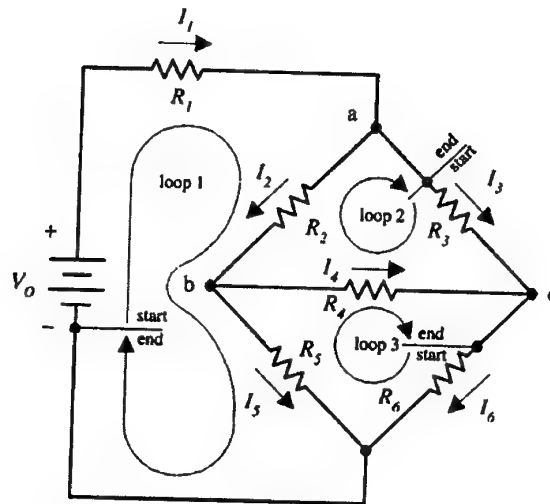 I1
R1
a
end
start
loop 1
I2
I3
loop 2
R2
R3
+
I4
b
R4
V0
start
end
–
R5
loop 3
end
start
I5
R6
I6